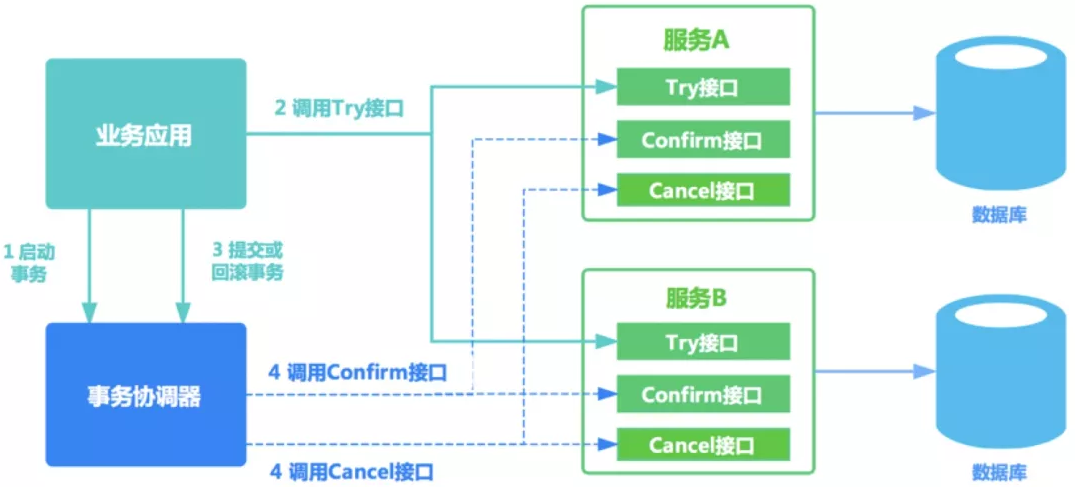 服务A
Try接口
Confirm接口
Cancel接口
数据库
业务应用
2 调用Try接口
1 启动
事务
3 提交或
回滚事务
服务B
Try接口
Confirm接口
Cancel接口
数据库
事务协调器
4 调用Confirm接口
4 调用Cancel接口